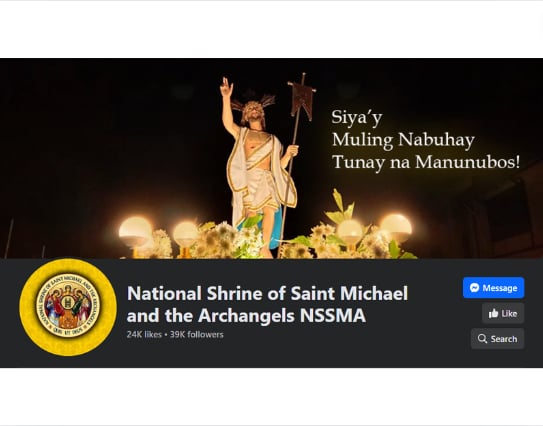 Siya'y
Muling Nabuhay
Tunay na Manunubos!
National Shrine of Saint Michael
and the Archangels NSSMA
24K likes • 39K followers
Message
Like
Search